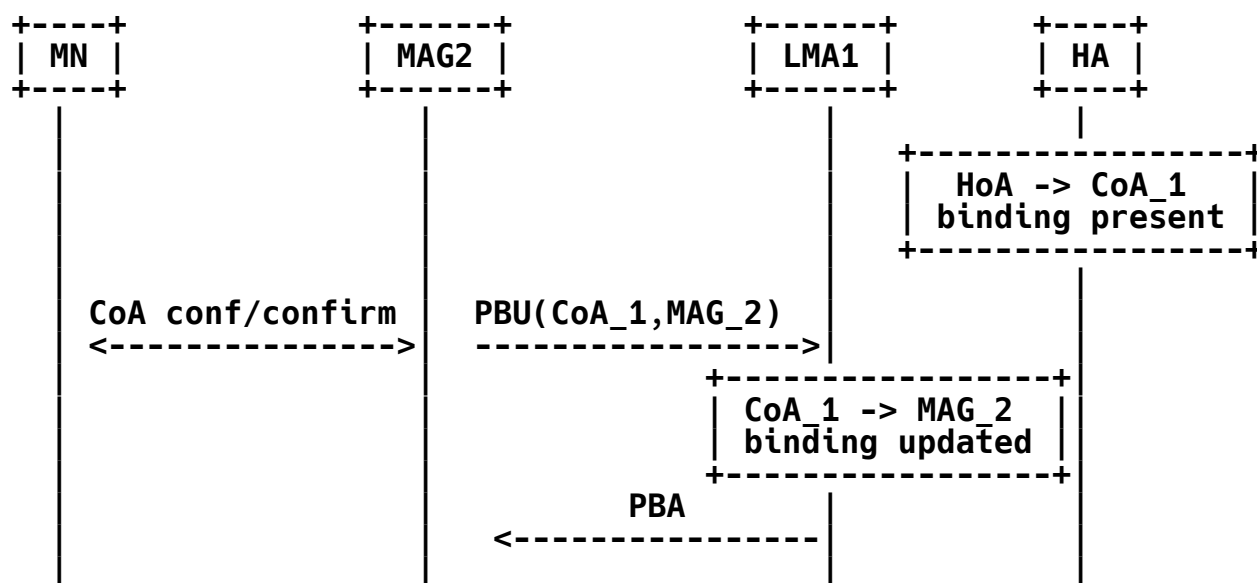 MN MAG2 LMA1 HA
HoA -> CoA_1
binding present
CoA conf/confirm PBU(CoA_1,MAG_2)
<---------------> ----------------->
CoA_1 -> MAG_2
binding updated
PBA
<----------------